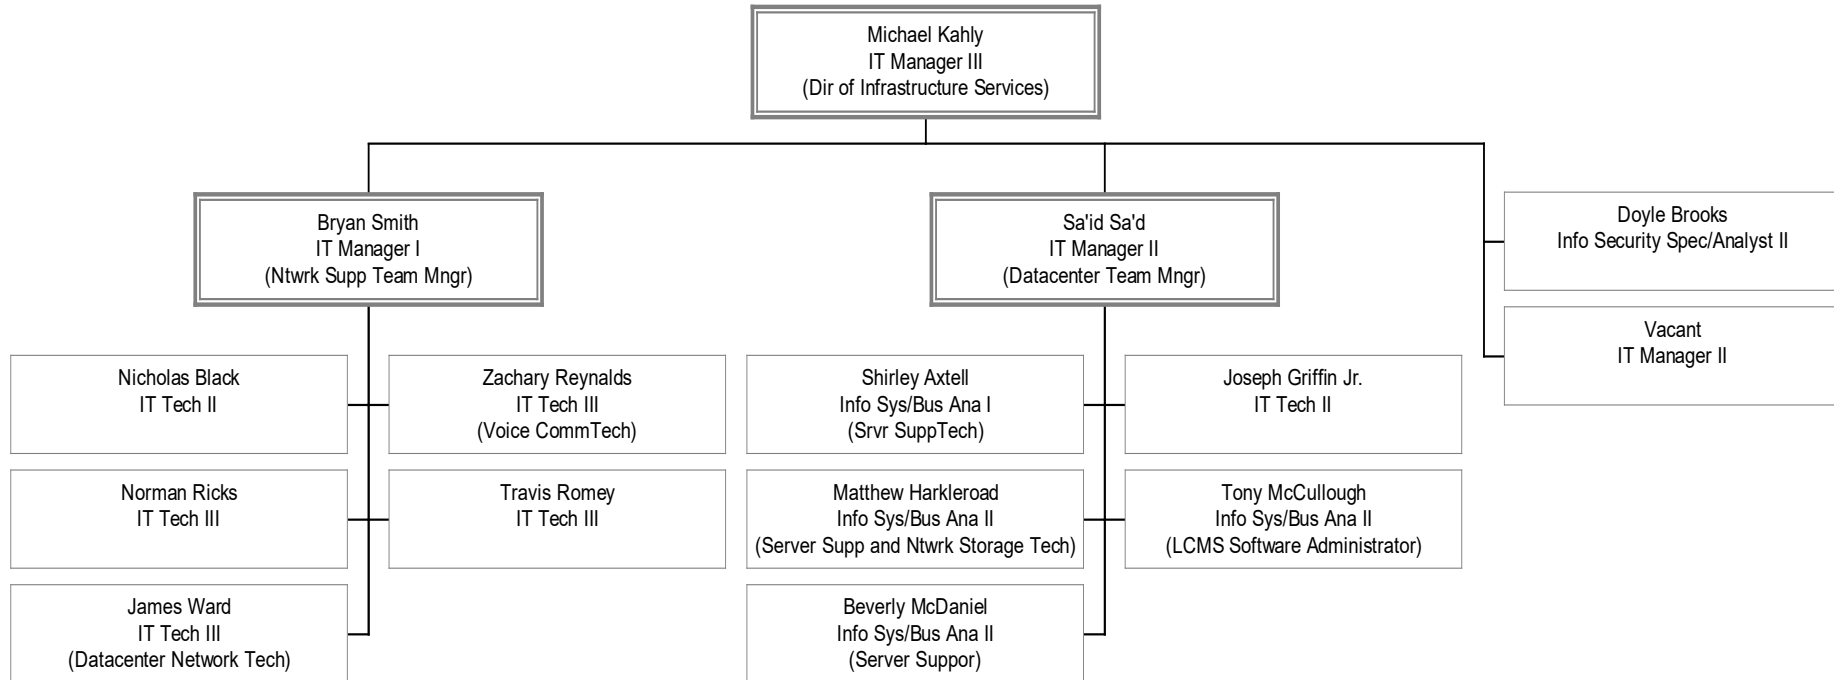 Michael Kahly
IT Manager III
(Dir of Infrastructure Services)
Bryan Smith
IT Manager I
(Ntwrk Supp Team Mngr)
Sa'id Sa'd
IT Manager II
(Datacenter Team Mngr)
Doyle Brooks
Info Security Spec/Analyst II
Vacant
IT Manager II
Nicholas Black
IT Tech II
Zachary Reynalds
IT Tech III
(Voice CommTech)
Shirley Axtell
Info Sys/Bus Ana I
(Srvr SuppTech)
Joseph Griffin Jr.
IT Tech II
Norman Ricks
IT Tech III
Travis Romey
IT Tech III
Matthew Harkleroad
Info Sys/Bus Ana II
(Server Supp and Ntwrk Storage Tech)
Tony McCullough
Info Sys/Bus Ana II
(LCMS Software Administrator)
James Ward
IT Tech III
(Datacenter Network Tech)
Beverly McDaniel
Info Sys/Bus Ana II
(Server Suppor)